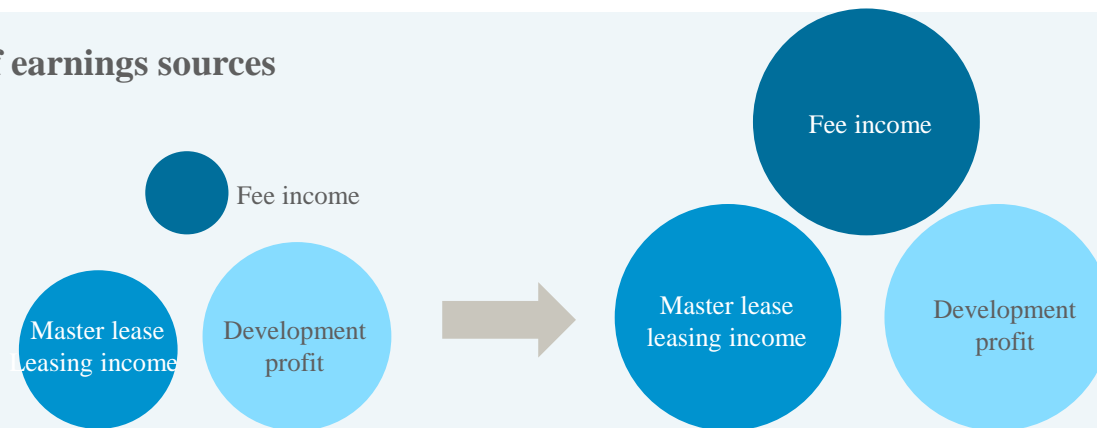 earnings sources
Fee income
Fee income
Master lease
Leasing income
Development
profit
Master lease
leasing income
Development
profit